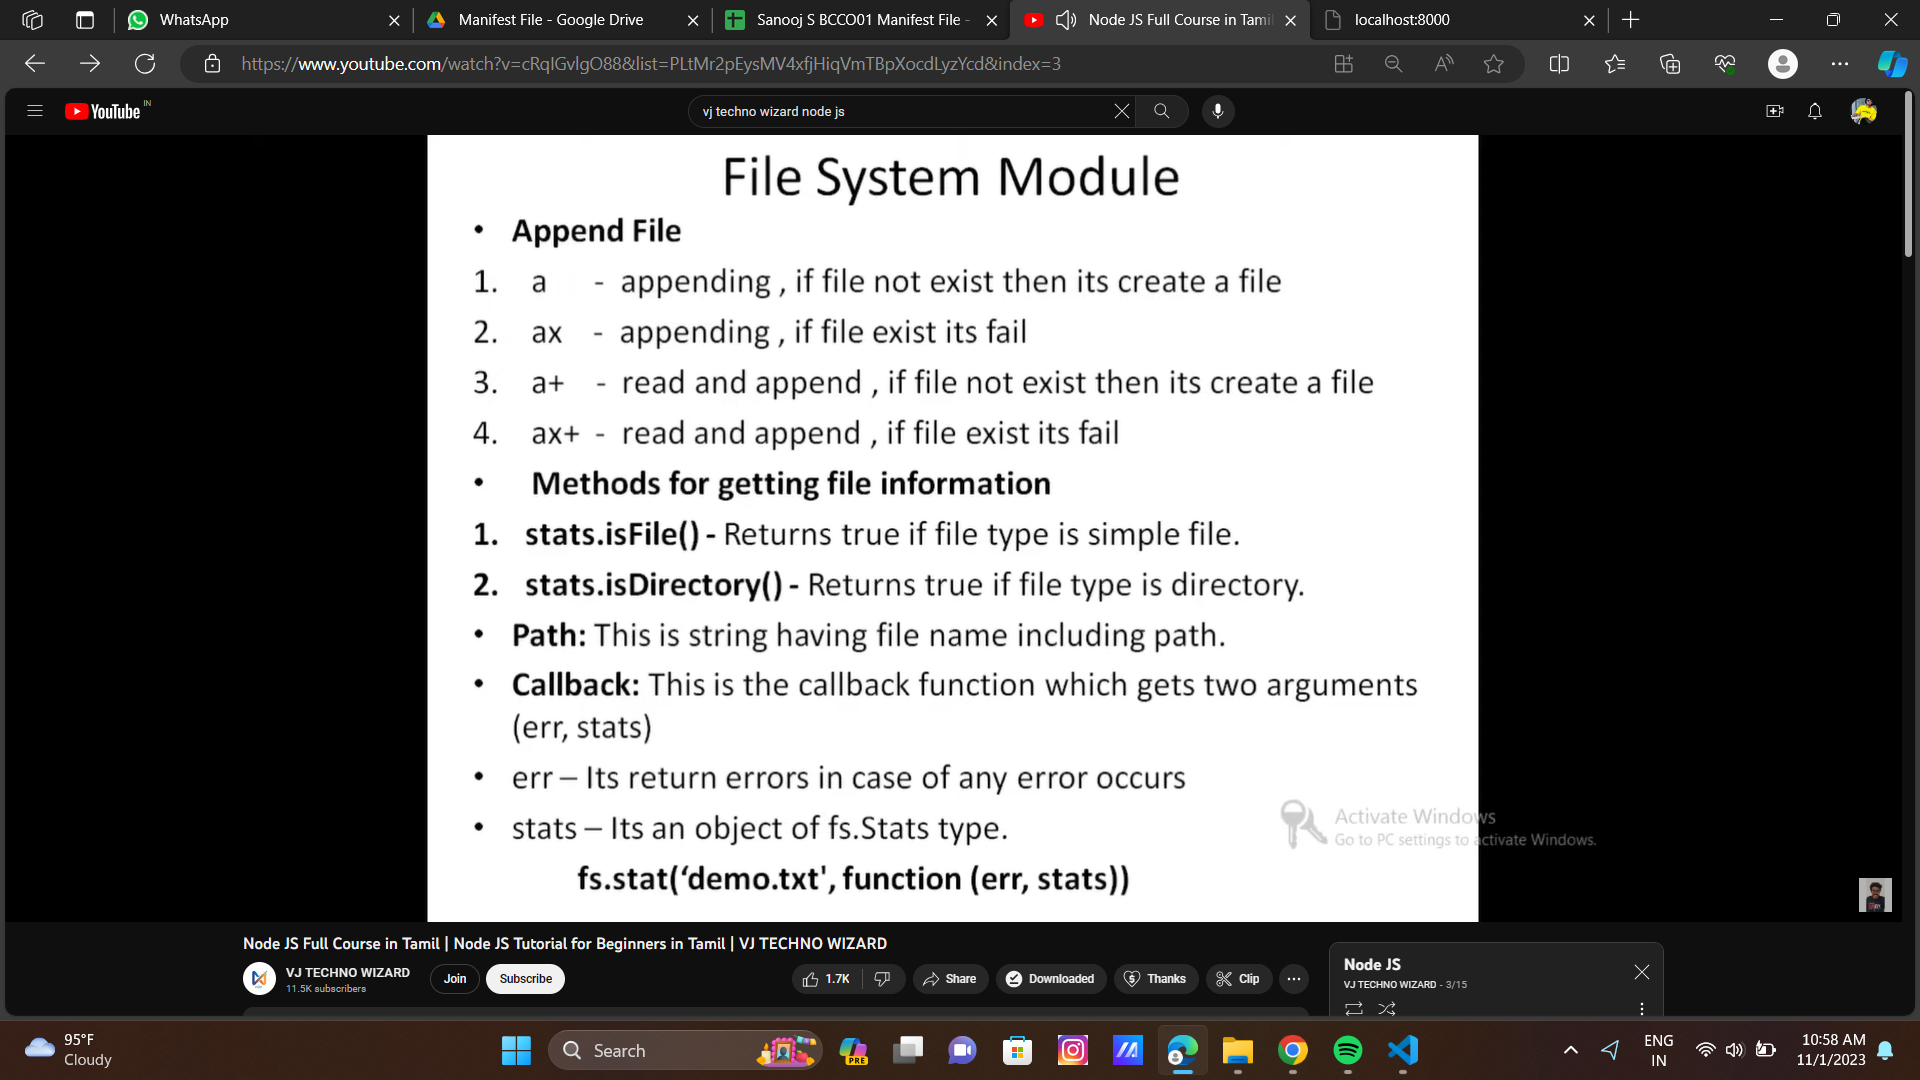 WhatsApp
Manifest File - Google Drive
Sanooj S BCCO01 Manifest File -
Node JS Full Course in Tamil
localhost:8000
https://www.youtube.com/watch?v=cRqIGvlgO88&list=PLtMr2pEysMV4xfjHiqVmTBpXocdLyzYcd&index=3
YouTube IN
vj techno wizard node js
File System Module
• Append File
1. a - appending , if file not exist then its create a file
2. ax - appending , if file exist its fail
3. a+ - read and append , if file not exist then its create a file
4. ax+ - read and append , if file exist its fail
• Methods for getting file information
1. stats.isFile() - Returns true if file type is simple file.
2. stats.isDirectory() - Returns true if file type is directory.
• Path: This is string having file name including path.
• Callback: This is the callback function which gets two arguments
(err, stats)
• err – Its return errors in case of any error occurs
• stats – Its an object of fs.Stats type.
fs.stat(‘demo.txt', function (err, stats))
Activate Windows
Go to PC settings to activate Windows.
Node JS Full Course in Tamil | Node JS Tutorial for Beginners in Tamil | VJ TECHNO WIZARD
VJ TECHNO WIZARD
11.5K subscribers
Join
Subscribe
1.7K
Share
Downloaded
Thanks
Clip
Node JS
VJ TECHNO WIZARD - 3/15
95°F
Cloudy
Search
PRE
ENG
IN
10:58 AM
11/1/2023